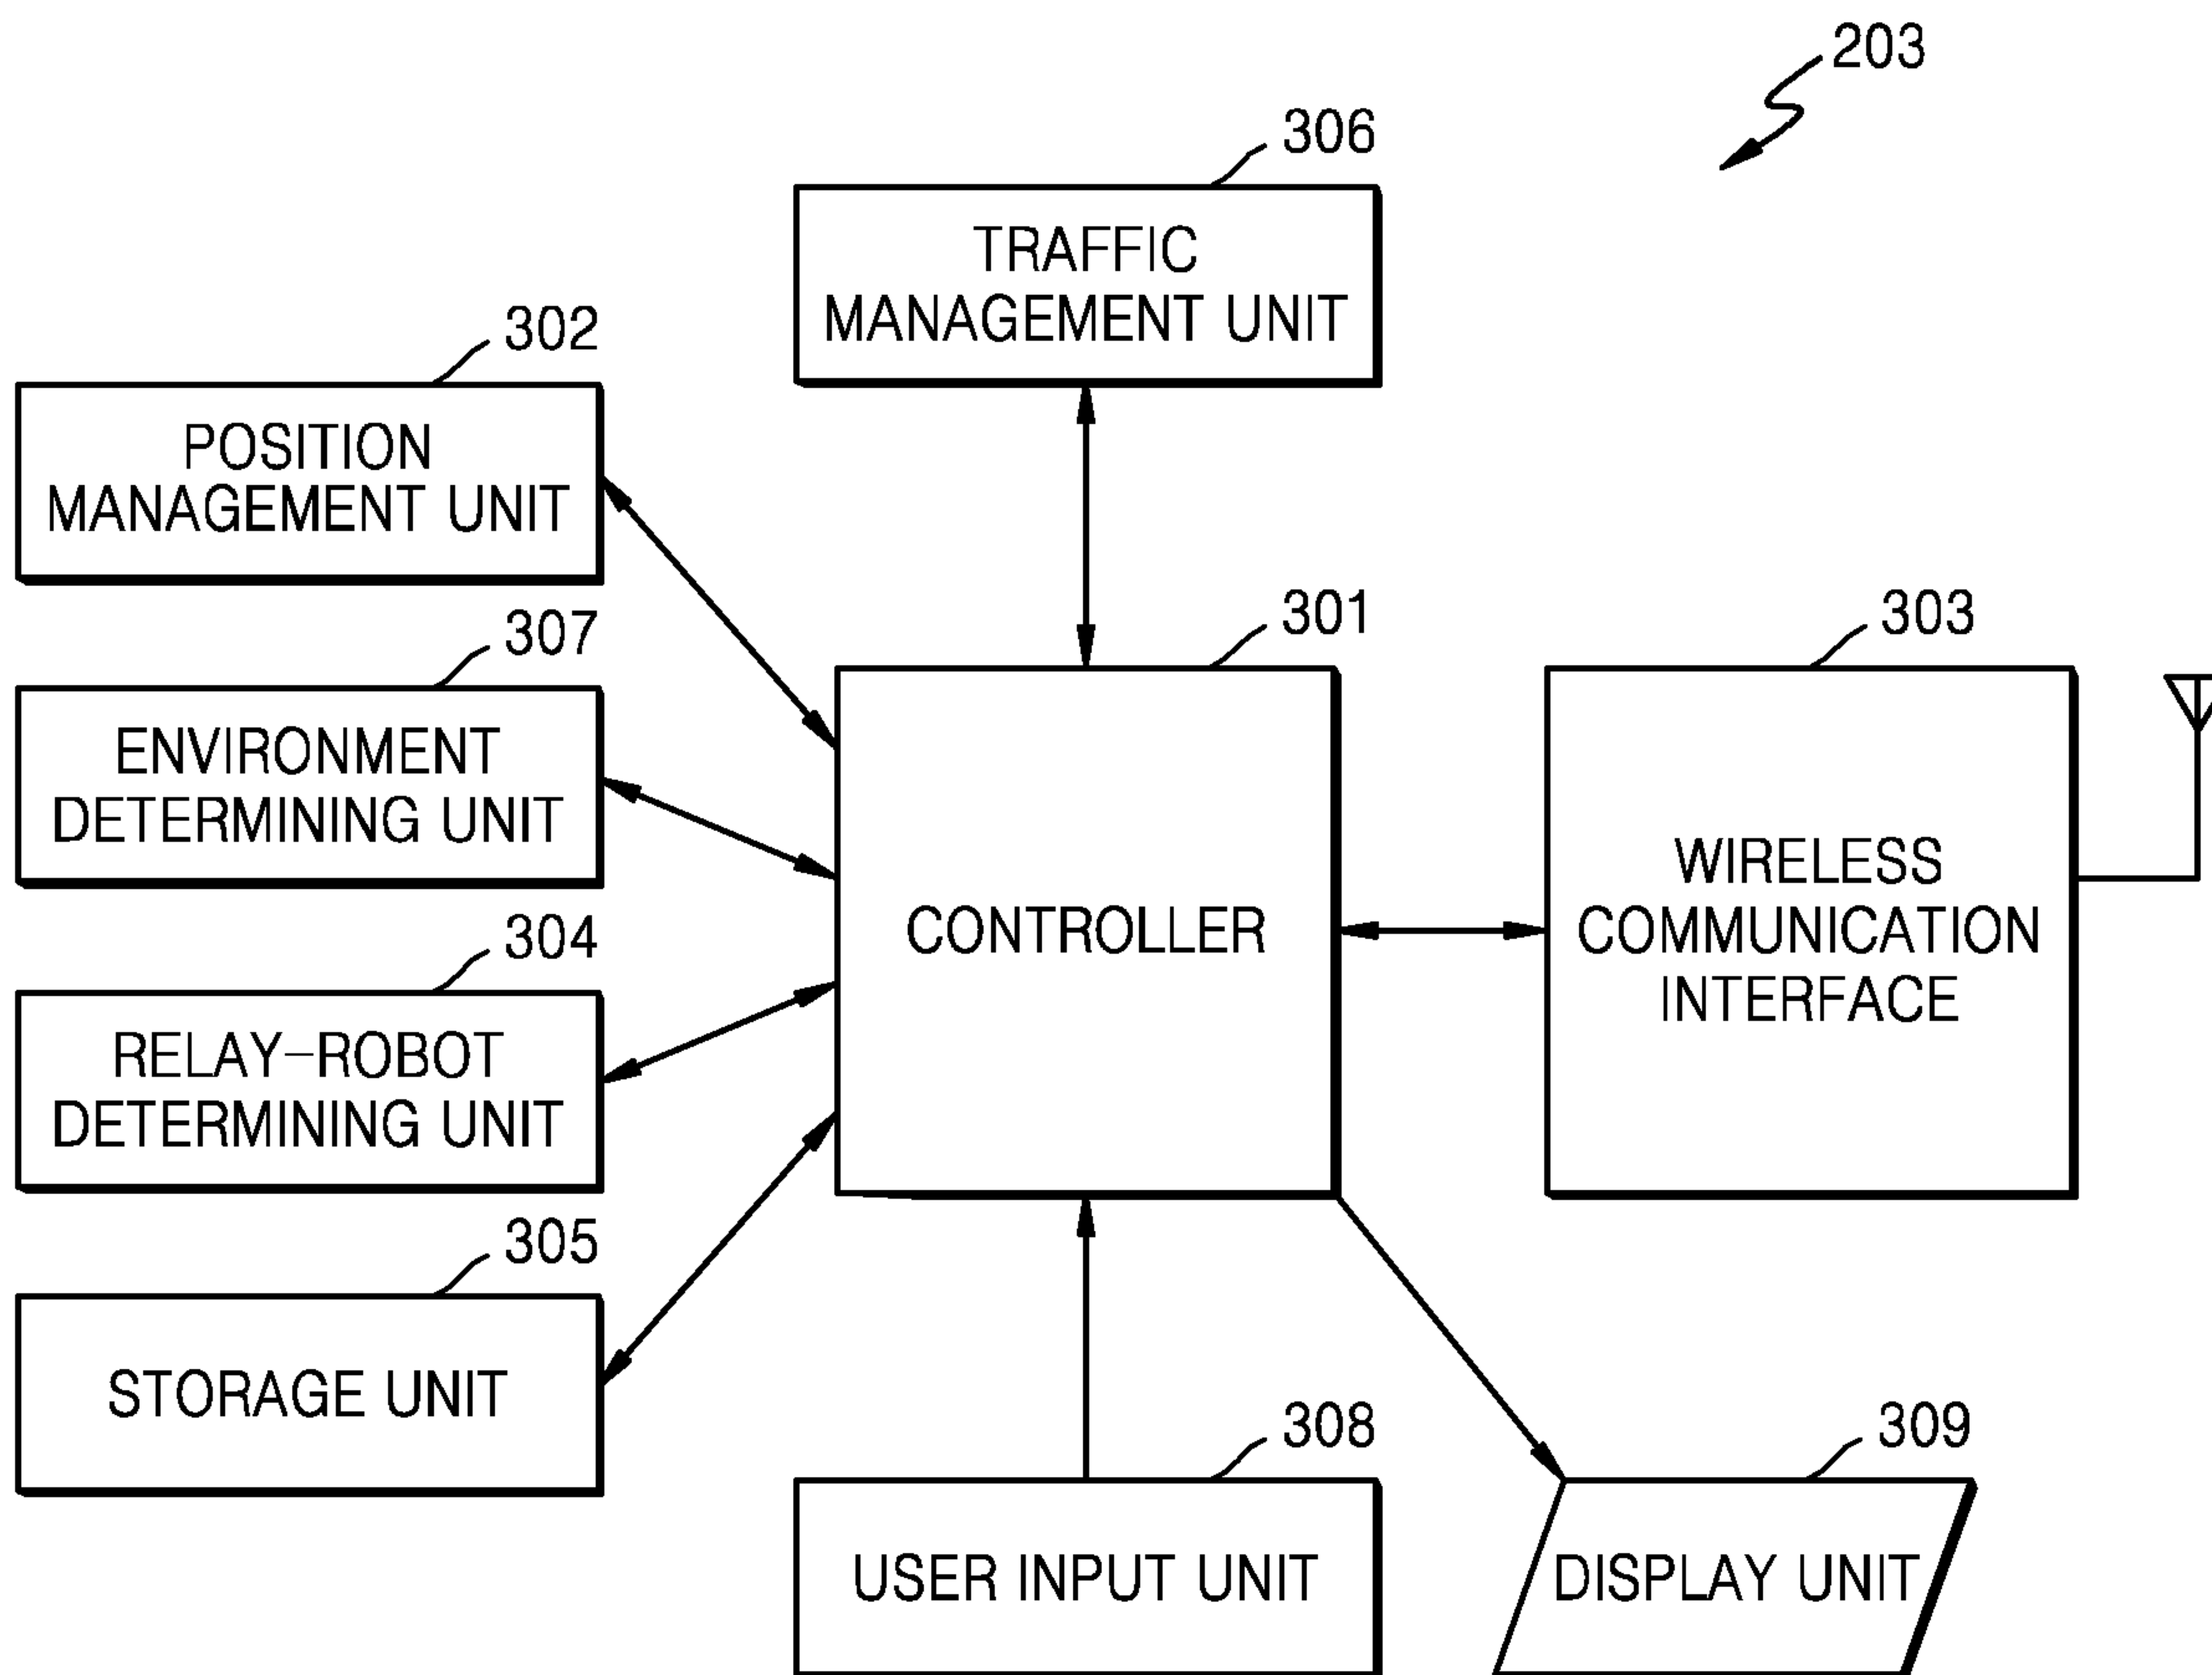 203
306
TRAFFIC
MANAGEMENT UNIT
302
POSITION
MANAGEMENT UNIT
307
ENVIRONMENT
DETERMINING UNIT
301
CONTROLLER
303
WIRELESS
COMMUNICATION
INTERFACE
304
RELAY-ROBOT
DETERMINING UNIT
305
STORAGE UNIT
308
USER INPUT UNIT
309
DISPLAY UNIT